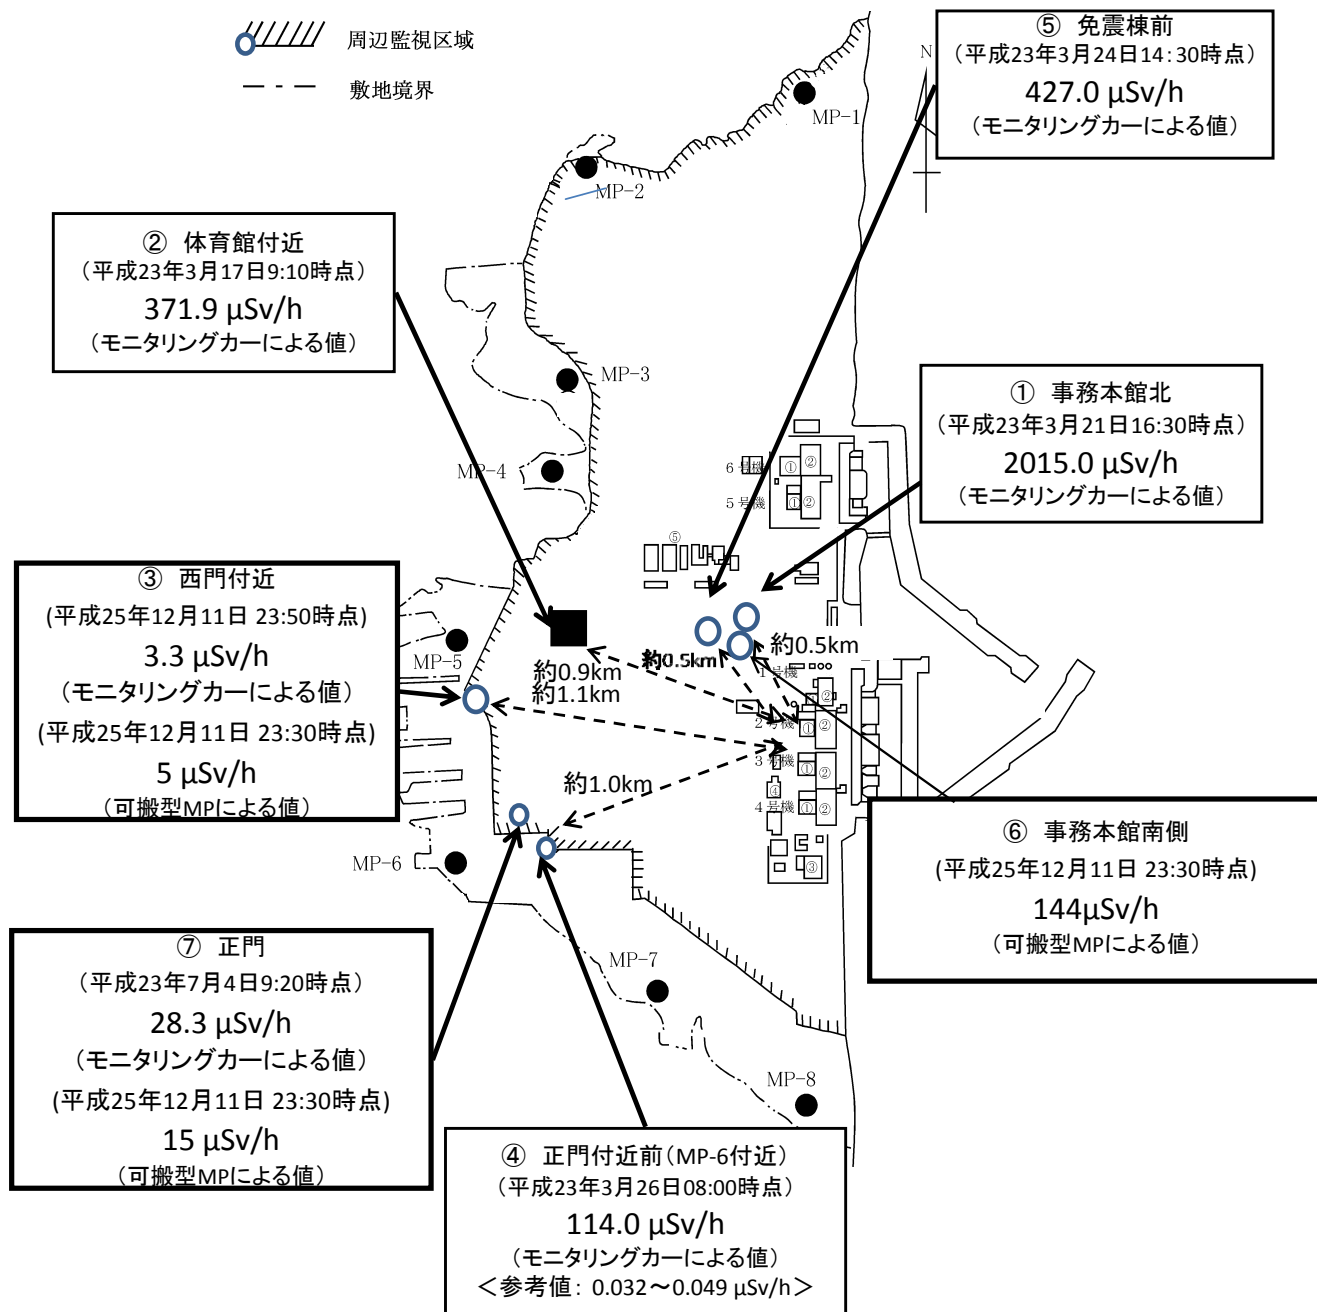 周辺監視区域
敷地境界
⑤ 免震棟前
(平成23年3月24日14:30時点)
427.0 μSv/h
(モニタリングカーによる値)
N
MP-1
MP-2
② 体育館付近
(平成23年3月17日9:10時点)
371.9 μSv/h
(モニタリングカーによる値)
MP-3
① 事務本館北
(平成23年3月21日16:30時点)
2015.0 μSv/h
(モニタリングカーによる値)
MP-4
6号機
① ②
5号機
① ②
⑤
③ 西門付近
(平成25年12月11日 23:50時点)
3.3 μSv/h
(モニタリングカーによる値)
(平成25年12月11日 23:30時点)
5 μSv/h
(可搬型MPによる値)
MP-5
約0.9km
約1.1km
約0.5km
約0.5km
1号機
②
2号機
① ②
3号機
① ②
約1.0km
④
4号機
① ②
③
MP-6
⑥ 事務本館南側
(平成25年12月11日 23:30時点)
144μSv/h
(可搬型MPによる値)
⑦ 正門
(平成23年7月4日9:20時点)
28.3 μSv/h
(モニタリングカーによる値)
(平成25年12月11日 23:30時点)
15 μSv/h
(可搬型MPによる値)
MP-7
MP-8
④ 正門付近前(MP-6付近)
(平成23年3月26日08:00時点)
114.0 μSv/h
(モニタリングカーによる値)
<参考値: 0.032～0.049 μSv/h>